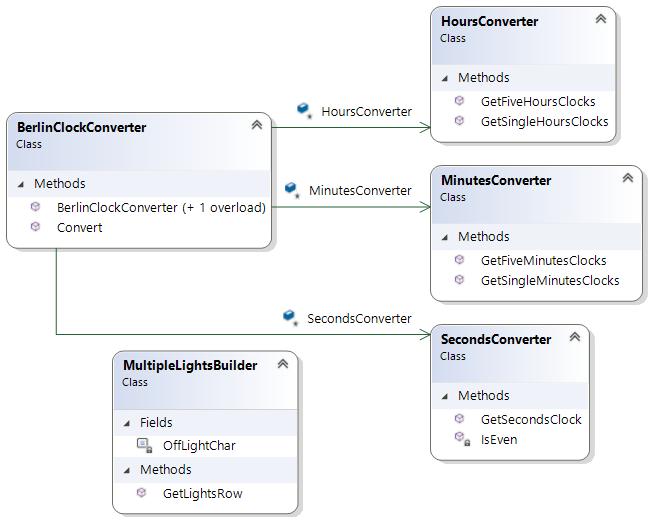 HoursConverter
Class
Methods
GetFiveHoursClocks
GetSingleHoursClocks
HoursConverter
BerlinClockConverter
Class
Methods
BerlinClockConverter (+ 1 overload)
Convert
MinutesConverter
MinutesConverter
Class
Methods
GetFiveMinutesClocks
GetSingleMinutesClocks
SecondsConverter
SecondsConverter
Class
Methods
GetSecondsClock
IsEven
MultipleLightsBuilder
Class
Fields
OffLightChar
Methods
GetLightsRow